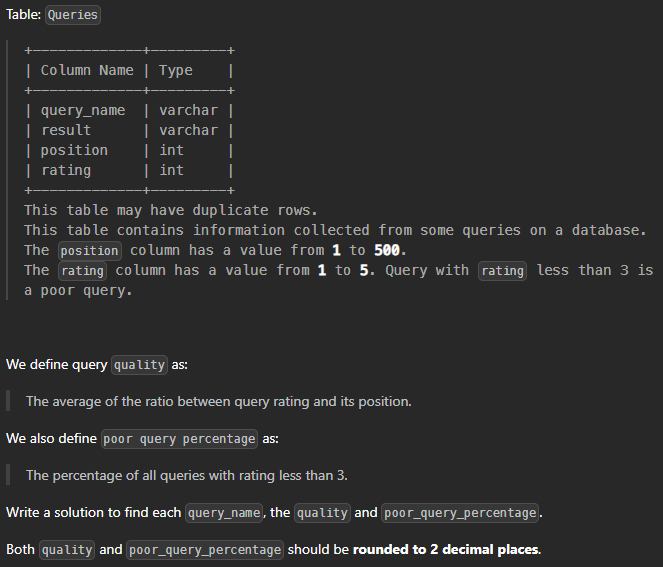 Table: Queries
+-------------+---------+
| Column Name | Type    |
+-------------+---------+
| query_name  | varchar |
| result      | varchar |
| position    | int     |
| rating      | int     |
+-------------+---------+
This table may have duplicate rows.
This table contains information collected from some queries on a database.
The position column has a value from 1 to 500.
The rating column has a value from 1 to 5. Query with rating less than 3 is
a poor query.
We define query quality as:
The average of the ratio between query rating and its position.
We also define poor query percentage as:
The percentage of all queries with rating less than 3.
Write a solution to find each query_name, the quality and poor_query_percentage.
Both quality and poor_query_percentage should be rounded to 2 decimal places.